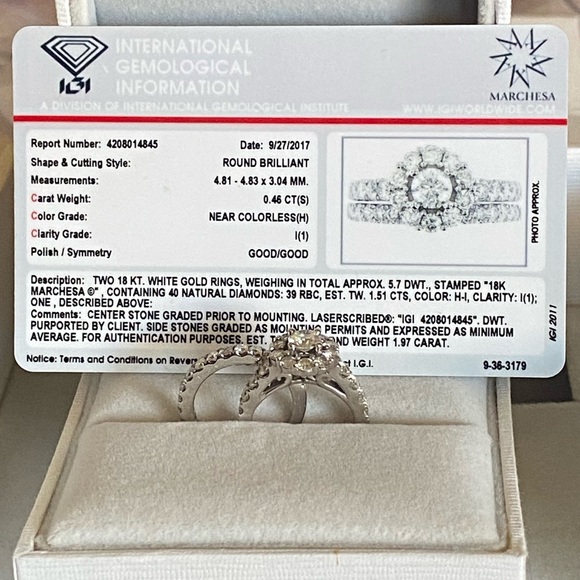 INTERNATIONAL
GEMOLOGICAL
INFORMATION
A DIVISION OF INTERNATIONAL GEMOLOGICAL INSTITUTE
IGI
MARCHESA
WWW.IGIWORLDWIDE.COM
Report Number: 4208014845 Date: 9/27/2017
Shape & Cutting Style: ROUND BRILLIANT
Measurements: 4.81 - 4.83 x 3.04 MM.
Carat Weight: 0.46 CT(S)
Color Grade: NEAR COLORLESS(H)
Clarity Grade: I(1)
Polish / Symmetry GOOD/GOOD
PHOTO APPROX.
Description: TWO 18 KT. WHITE GOLD RINGS, WEIGHING IN TOTAL APPROX. 5.7 DWT., STAMPED "18K
MARCHESA ©", CONTAINING 40 NATURAL DIAMONDS: 39 RBC, EST. TW. 1.51 CTS, COLOR: H-I, CLARITY: I(1);
ONE , DESCRIBED ABOVE:
Comments: CENTER STONE GRADED PRIOR TO MOUNTING. LASERSCRIBED®: "IGI 4208014845". DWT.
PURPORTED BY CLIENT. SIDE STONES GRADED AS MOUNTING PERMITS AND EXPRESSED AS MINIMUM
AVERAGE. FOR AUTHENTICATION PURPOSES. EST. WEIGHT 1.97 CARAT.
IGI 2011
Notice: Terms and Conditions on I.G.I.
9-36-3179